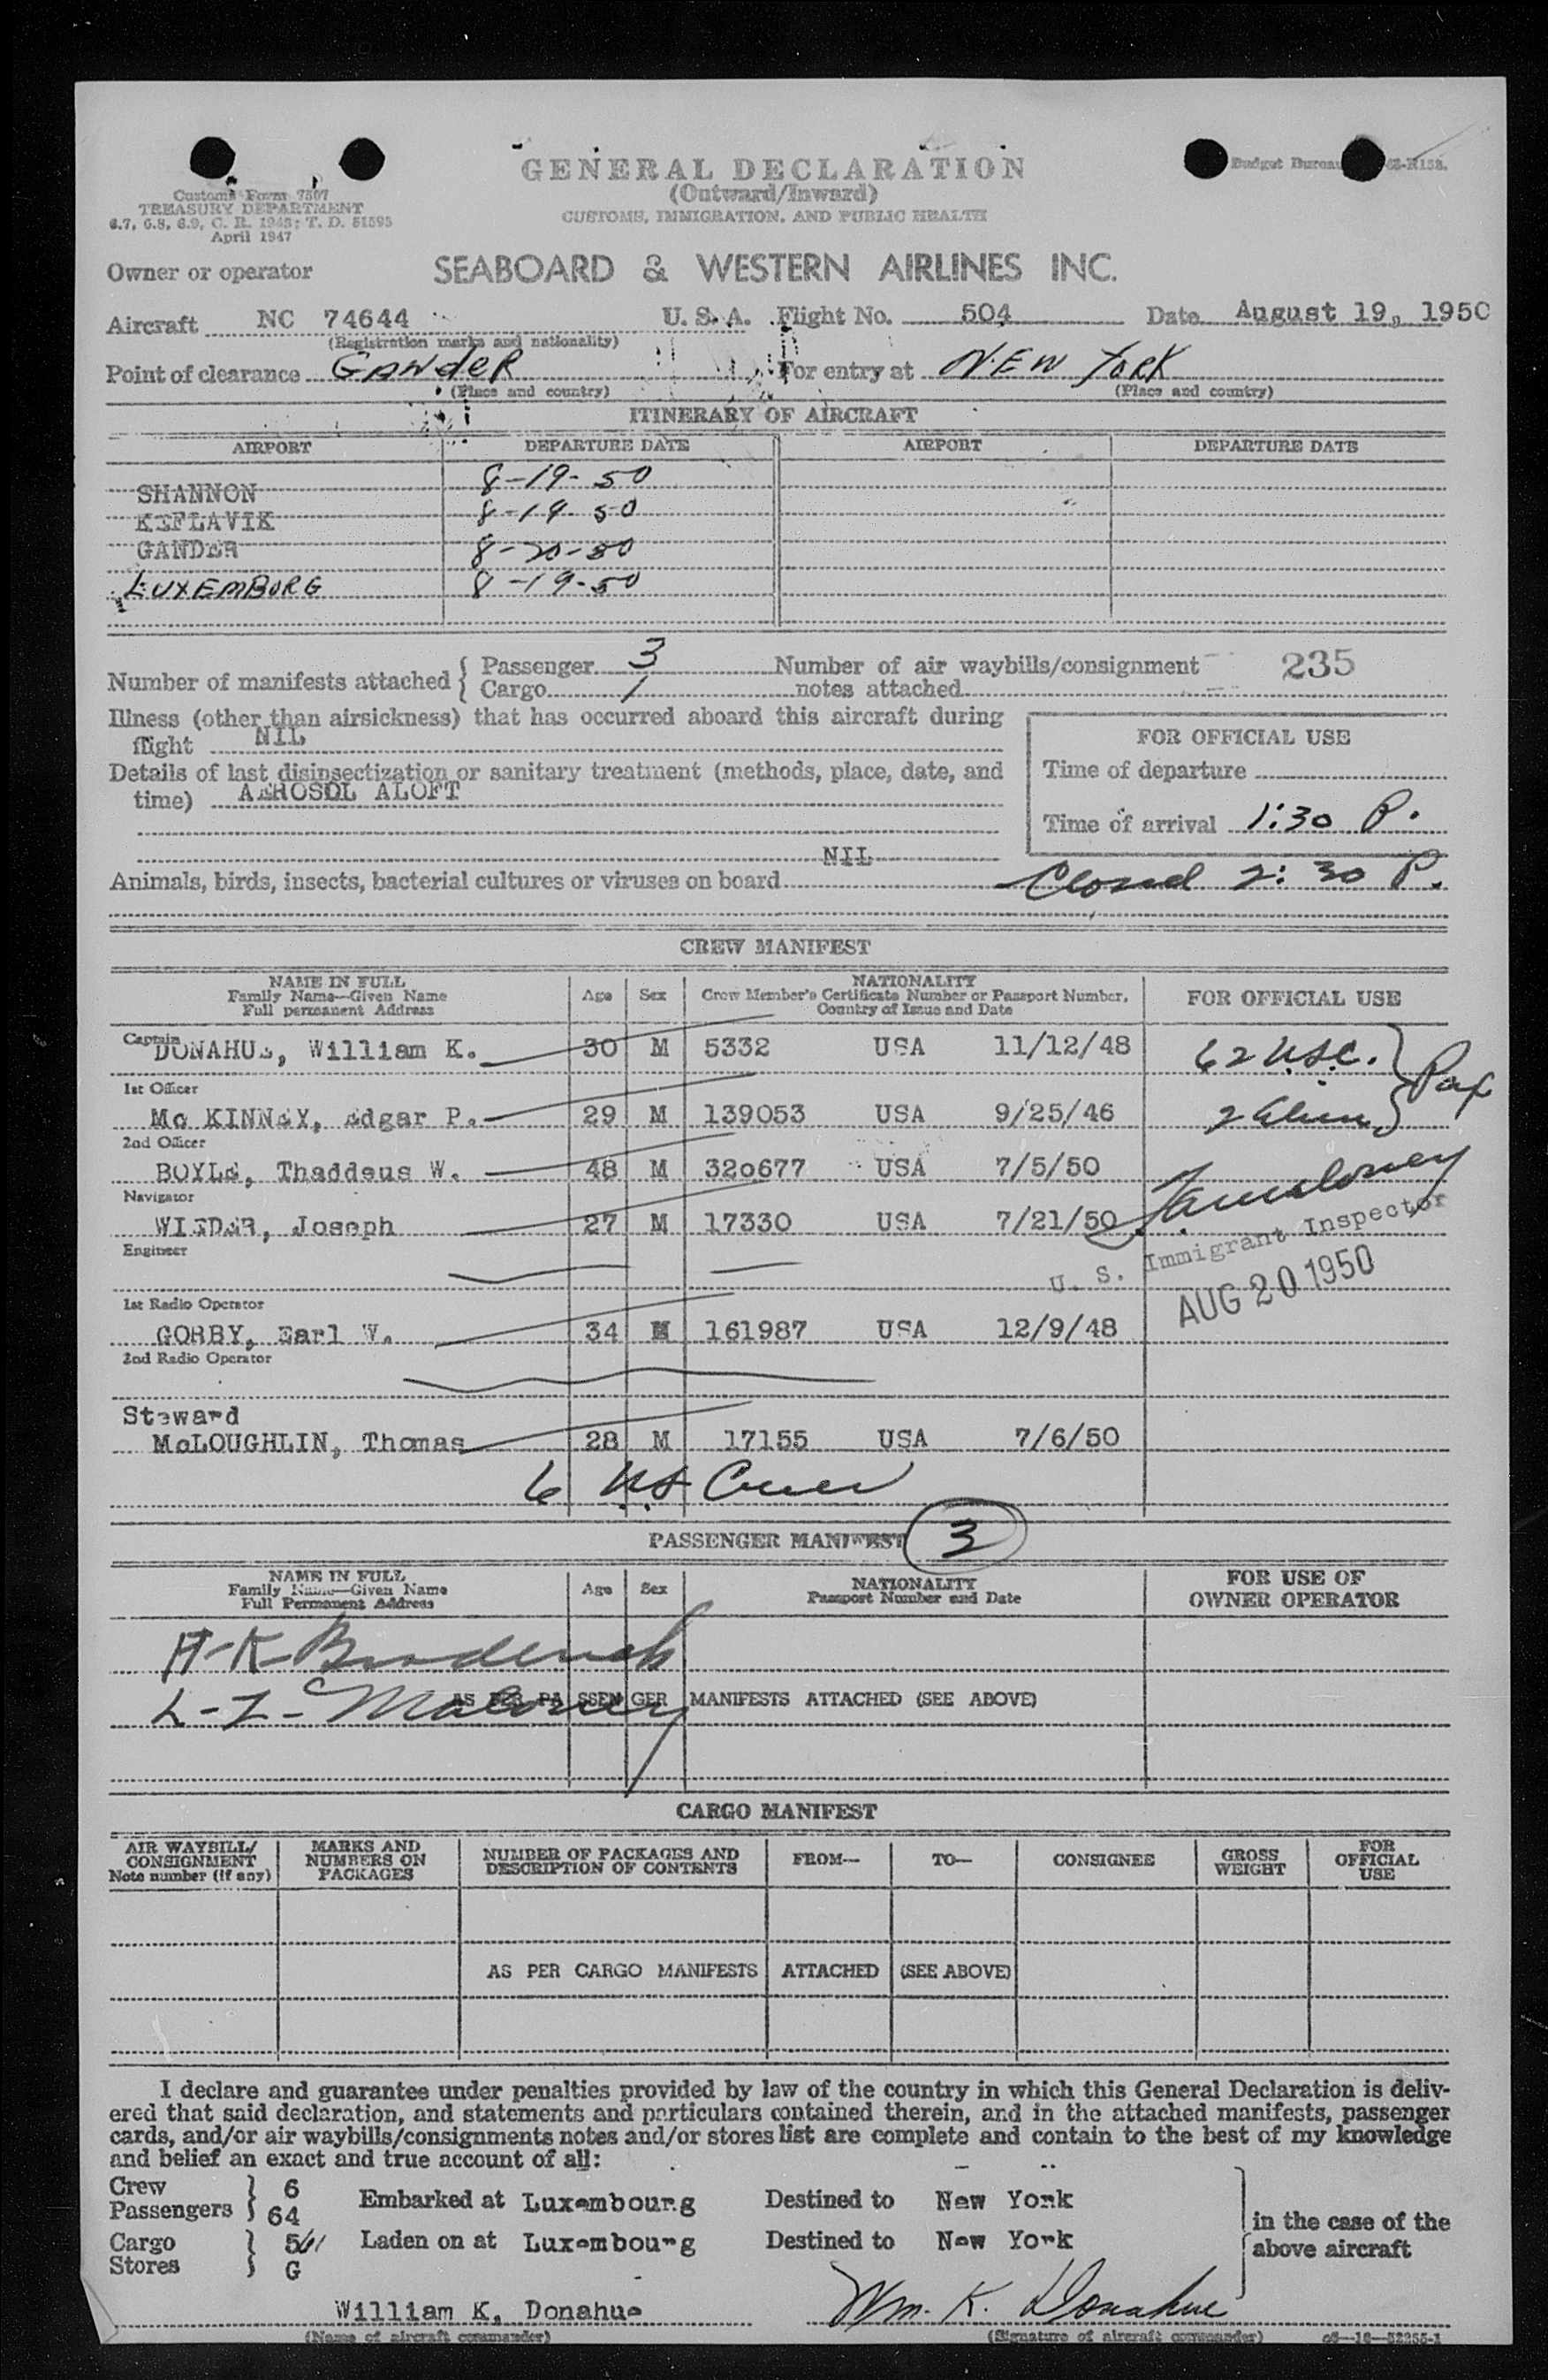 GENERAL DECLARATION
(Outward/Inward)
CUSTOMS, IMMIGRATION, AND PUBLIC HEALTH
Budget Bureau
Customs Form 7507
TREASURY DEPARTMENT
6.7, 6.8, 6.9, C. R. 1943; T. D. 51595
April 1947
Owner or operator SEABOARD & WESTERN AIRLINES INC.
Aircraft NC 74644 U. S. A. Flight No. 504 Date August 19, 1950
(Registration marks and nationality)
Point of clearance GANDER For entry at NEW YORK
(Place and country) (Place and country)
ITINERARY OF AIRCRAFT
AIRPORT DEPARTURE DATE AIRPORT DEPARTURE DATE
SHANNON 8-19-50
KEFLAVIK 8-19-50
GANDER 8-20-50
LUXEMBORG 8-19-50
Number of manifests attached { Passenger 3 Number of air waybills/consignment 235
Cargo 1 notes attached
Illness (other than airsickness) that has occurred aboard this aircraft during
flight NIL
FOR OFFICIAL USE
Details of last disinsectization or sanitary treatment (methods, place, date, and
time) AEROSOL ALOFT
Time of departure
Time of arrival 1:30 P.
NIL
Animals, birds, insects, bacterial cultures or viruses on board Closed 2:30 P.
CREW MANIFEST
NAME IN FULL
Family Name—Given Name
Full permanent Address
Age Sex
NATIONALITY
Crew Member's Certificate Number or Passport Number,
Country of Issue and Date
FOR OFFICIAL USE
Captain
DONAHUE, William K. 30 M 5332 USA 11/12/48 62 U.S.C. } Pax
1st Officer
Mc KINNEY, Edgar P. 29 M 139053 USA 9/25/46 2 Aliens
2nd Officer
BOYLE, Thaddeus W. 48 M 320677 USA 7/5/50
Navigator
WIEDER, Joseph 27 M 17330 USA 7/21/50
Engineer
U. S. Immigrant Inspector
AUG 20 1950
1st Radio Operator
GORBY, Earl W. 34 M 161987 USA 12/9/48
2nd Radio Operator
Steward
McLOUGHLIN, Thomas 28 M 17155 USA 7/6/50
6 US Crew
PASSENGER MANIFEST 3
NAME IN FULL
Family Name—Given Name
Full Permanent Address
Age Sex
NATIONALITY
Passport Number and Date
FOR USE OF
OWNER OPERATOR
H-K-Broderick
L-I-Maloney
AS PER PASSENGER MANIFESTS ATTACHED (SEE ABOVE)
CARGO MANIFEST
AIR WAYBILL/
CONSIGNMENT
Note number (if any)
MARKS AND
NUMBERS ON
PACKAGES
NUMBER OF PACKAGES AND
DESCRIPTION OF CONTENTS
FROM—
TO—
CONSIGNEE
GROSS
WEIGHT
FOR
OFFICIAL
USE
AS PER CARGO MANIFESTS ATTACHED (SEE ABOVE)
I declare and guarantee under penalties provided by law of the country in which this General Declaration is deliv-
ered that said declaration, and statements and particulars contained therein, and in the attached manifests, passenger
cards, and/or air waybills/consignments notes and/or stores list are complete and contain to the best of my knowledge
and belief an exact and true account of all:
Crew } 6 Embarked at Luxembourg Destined to New York
Passengers } 64
Cargo } Laden on at Luxembourg Destined to New York
Stores } G
in the case of the
above aircraft
William K. Donahue Wm. K. Donahue
(Name of aircraft commander) (Signature of aircraft commander)